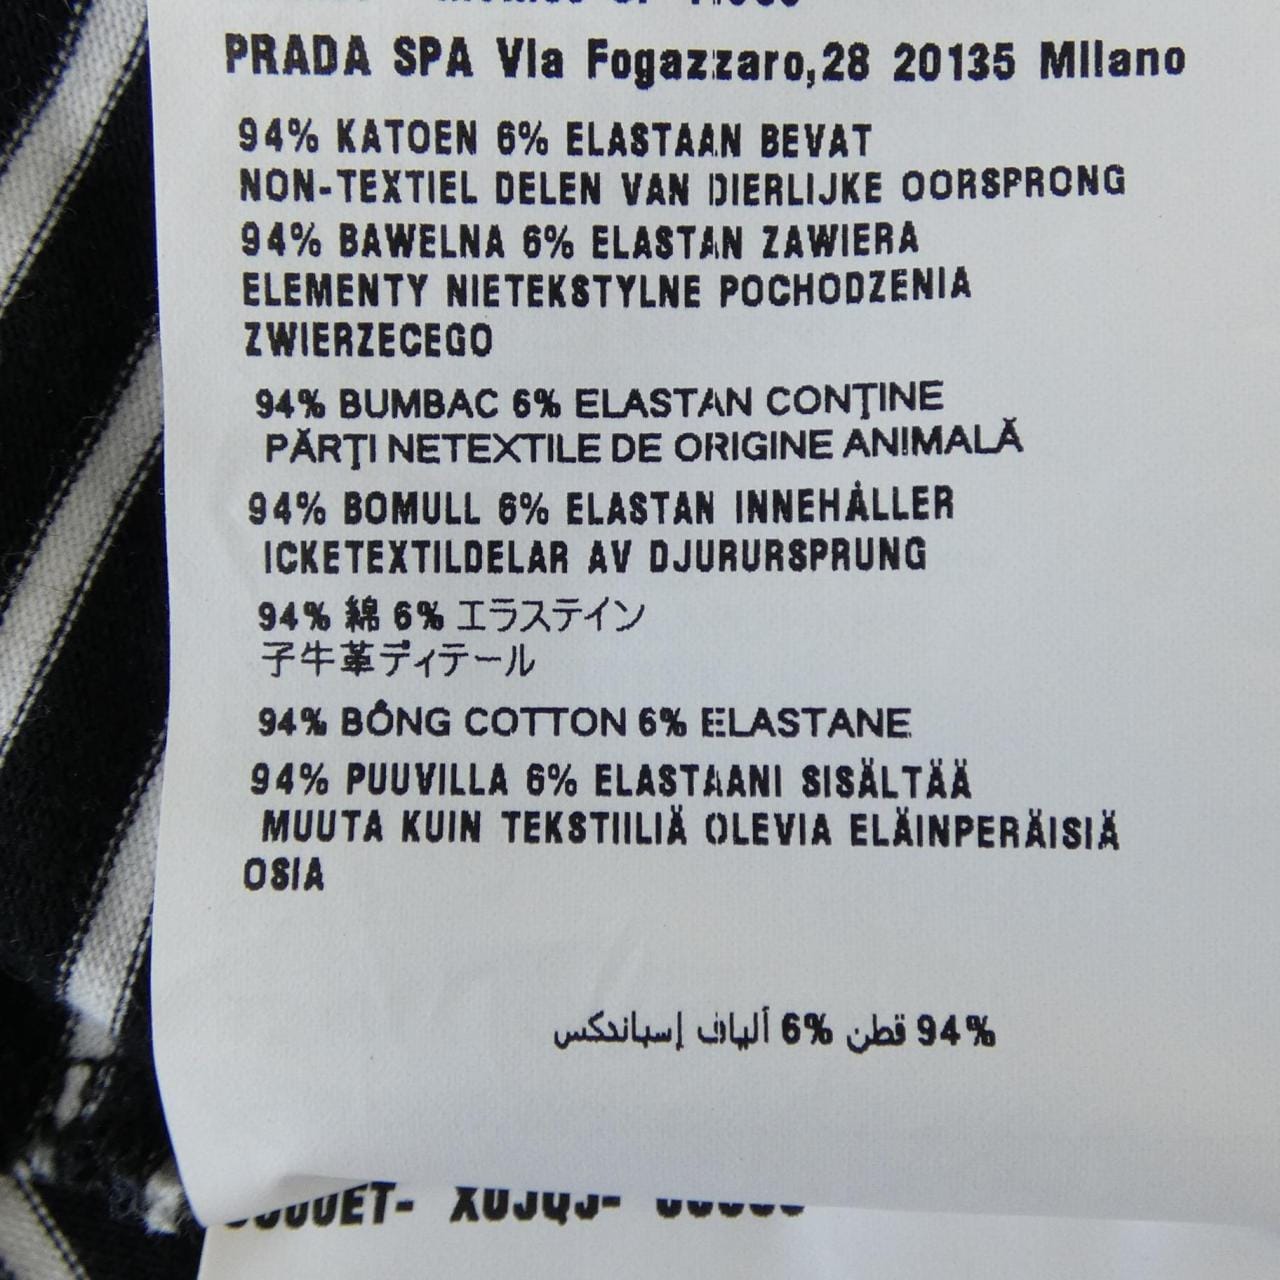 PRADA SPA Via Fogazzaro,28 20135 Milano
94% KATOEN 6% ELASTAAN BEVAT
NON-TEXTIEL DELEN VAN DIERLIJKE OORSPRONG
94% BAWELNA 6% ELASTAN ZAWIERA
ELEMENTY NIETEKSTYLNE POCHODZENIA
ZWIERZECEGO
94% BUMBAC 6% ELASTAN CONŢINE
PĂRŢI NETEXTILE DE ORIGINE ANIMALĂ
94% BOMULL 6% ELASTAN INNEHÅLLER
ICKETEXTILDELAR AV DJURURSPRUNG
94% 綿 6% エラステイン
子牛革ディテール
94% BÔNG COTTON 6% ELASTANE
94% PUUVILLA 6% ELASTAANI SISÄLTÄÄ
MUUTA KUIN TEKSTIILIÄ OLEVIA ELÄINPERÄISIÄ
OSIA
94% قطن 6% ألياف إسباندكس